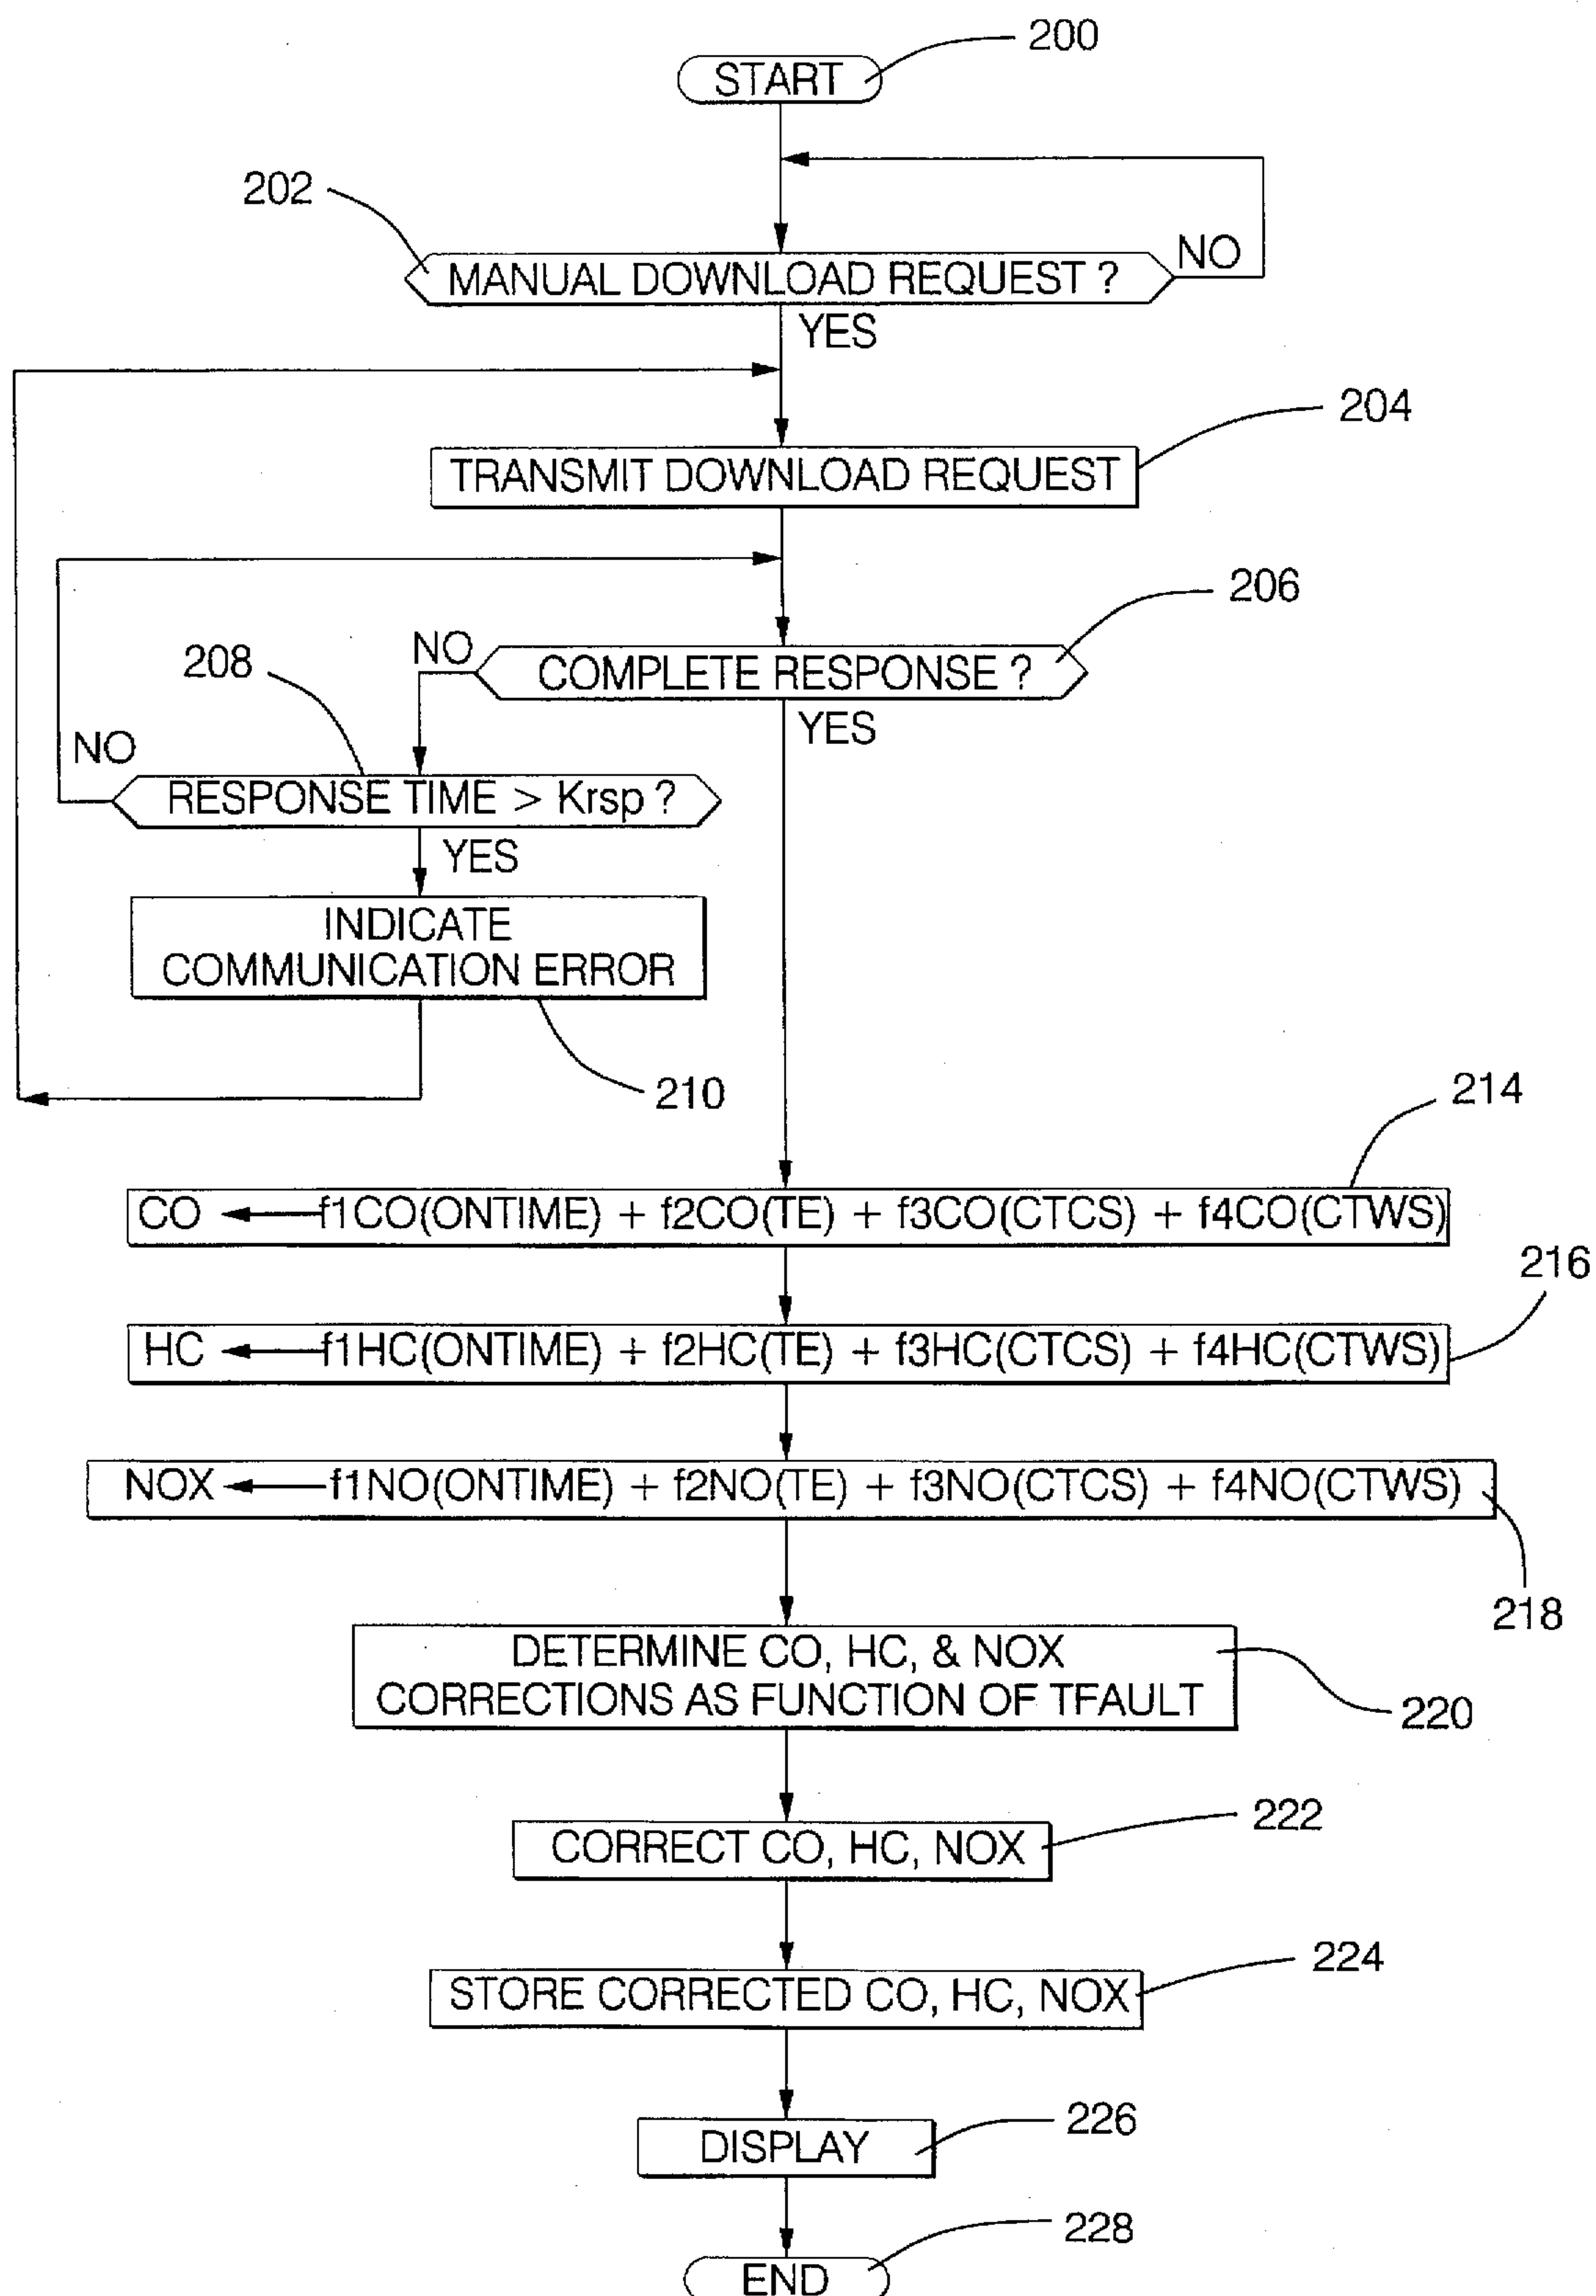 200
START
202
MANUAL DOWNLOAD REQUEST ?
NO
YES
204
TRANSMIT DOWNLOAD REQUEST
206
NO
COMPLETE RESPONSE ?
208
YES
NO
RESPONSE TIME > Krsp ?
YES
INDICATE
COMMUNICATION ERROR
210
214
CO ← f1CO(ONTIME) + f2CO(TE) + f3CO(CTCS) + f4CO(CTWS)
216
HC ← f1HC(ONTIME) + f2HC(TE) + f3HC(CTCS) + f4HC(CTWS)
NOX ← f1NO(ONTIME) + f2NO(TE) + f3NO(CTCS) + f4NO(CTWS)
218
DETERMINE CO, HC, & NOX
CORRECTIONS AS FUNCTION OF TFAULT
220
222
CORRECT CO, HC, NOX
224
STORE CORRECTED CO, HC, NOX
226
DISPLAY
228
END